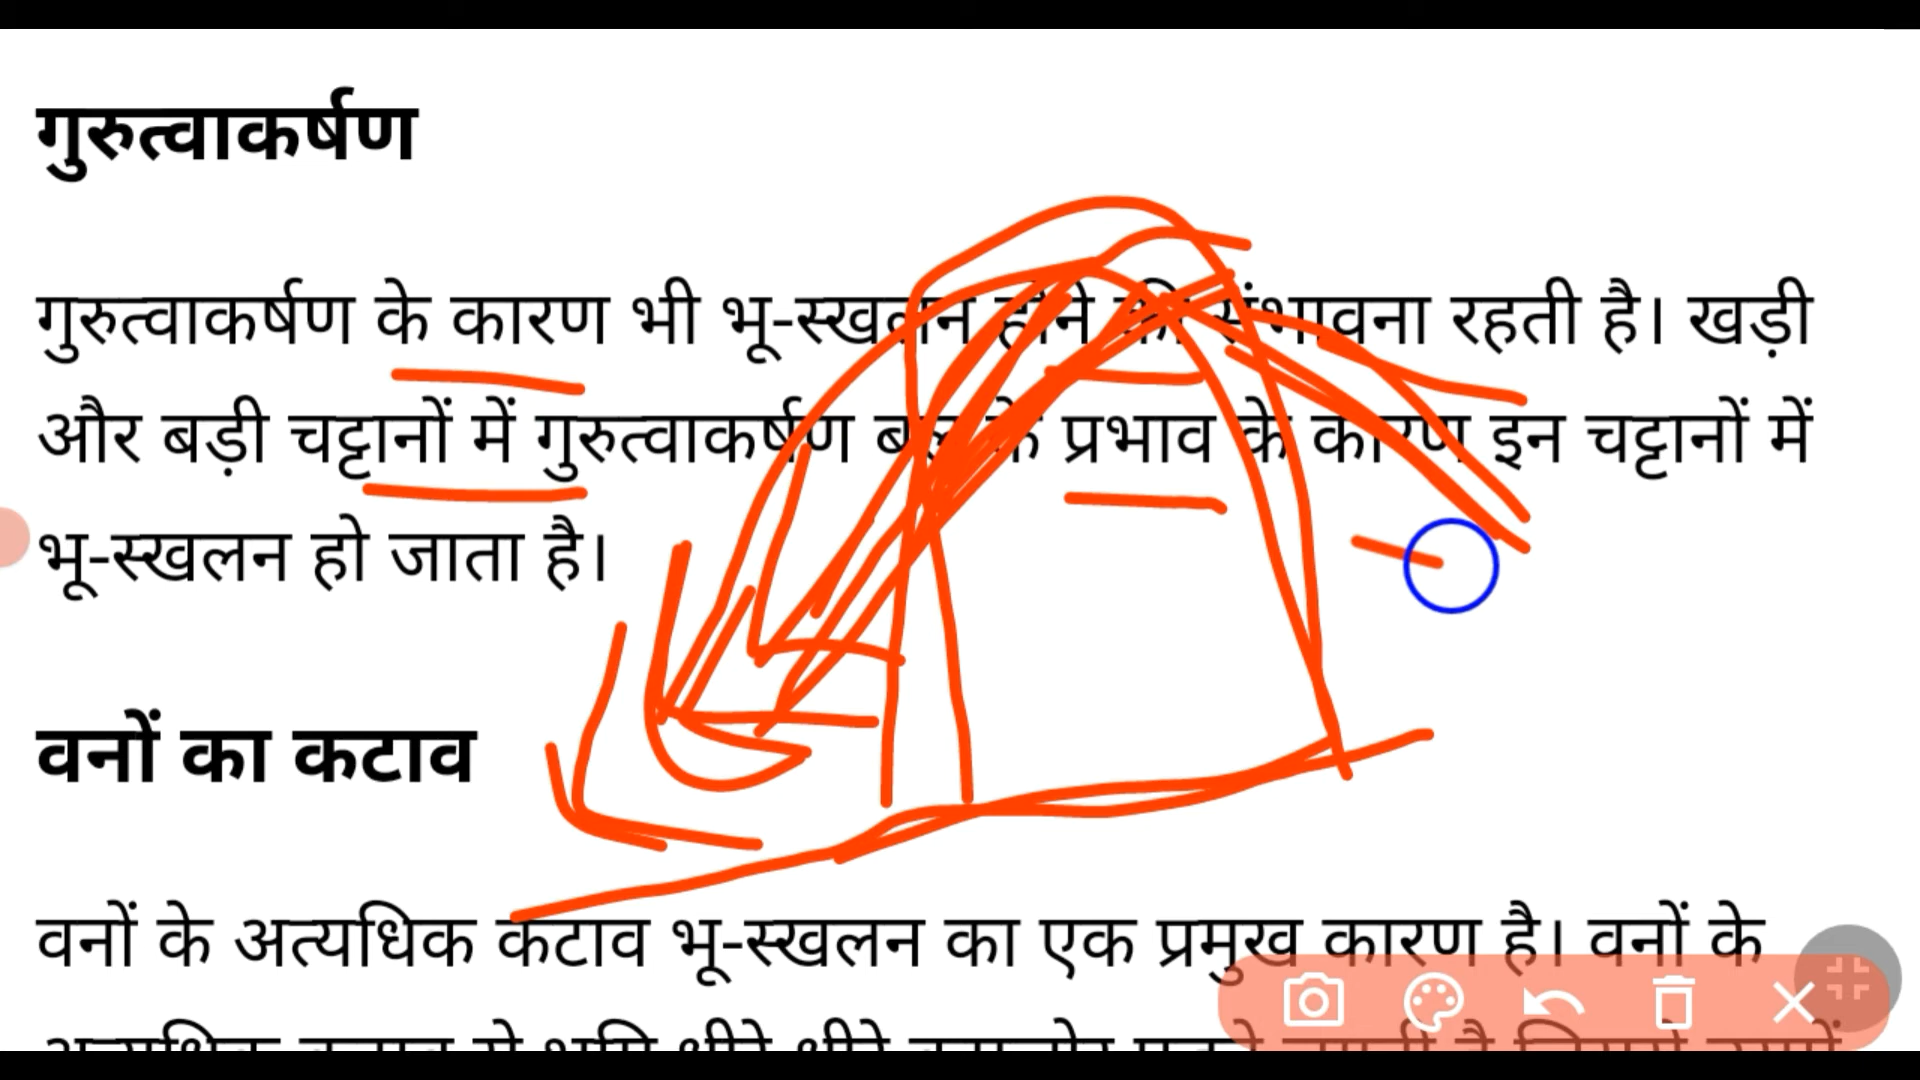 गुरुत्वाकर्षण
गुरुत्वाकर्षण के कारण भी भू-स्खलन होने की संभावना रहती है। खड़ी
और बड़ी चट्टानों में गुरुत्वाकर्षण बल के प्रभाव के कारण इन चट्टानों में
भू-स्खलन हो जाता है।
वनों का कटाव
वनों के अत्यधिक कटाव भू-स्खलन का एक प्रमुख कारण है। वनों के